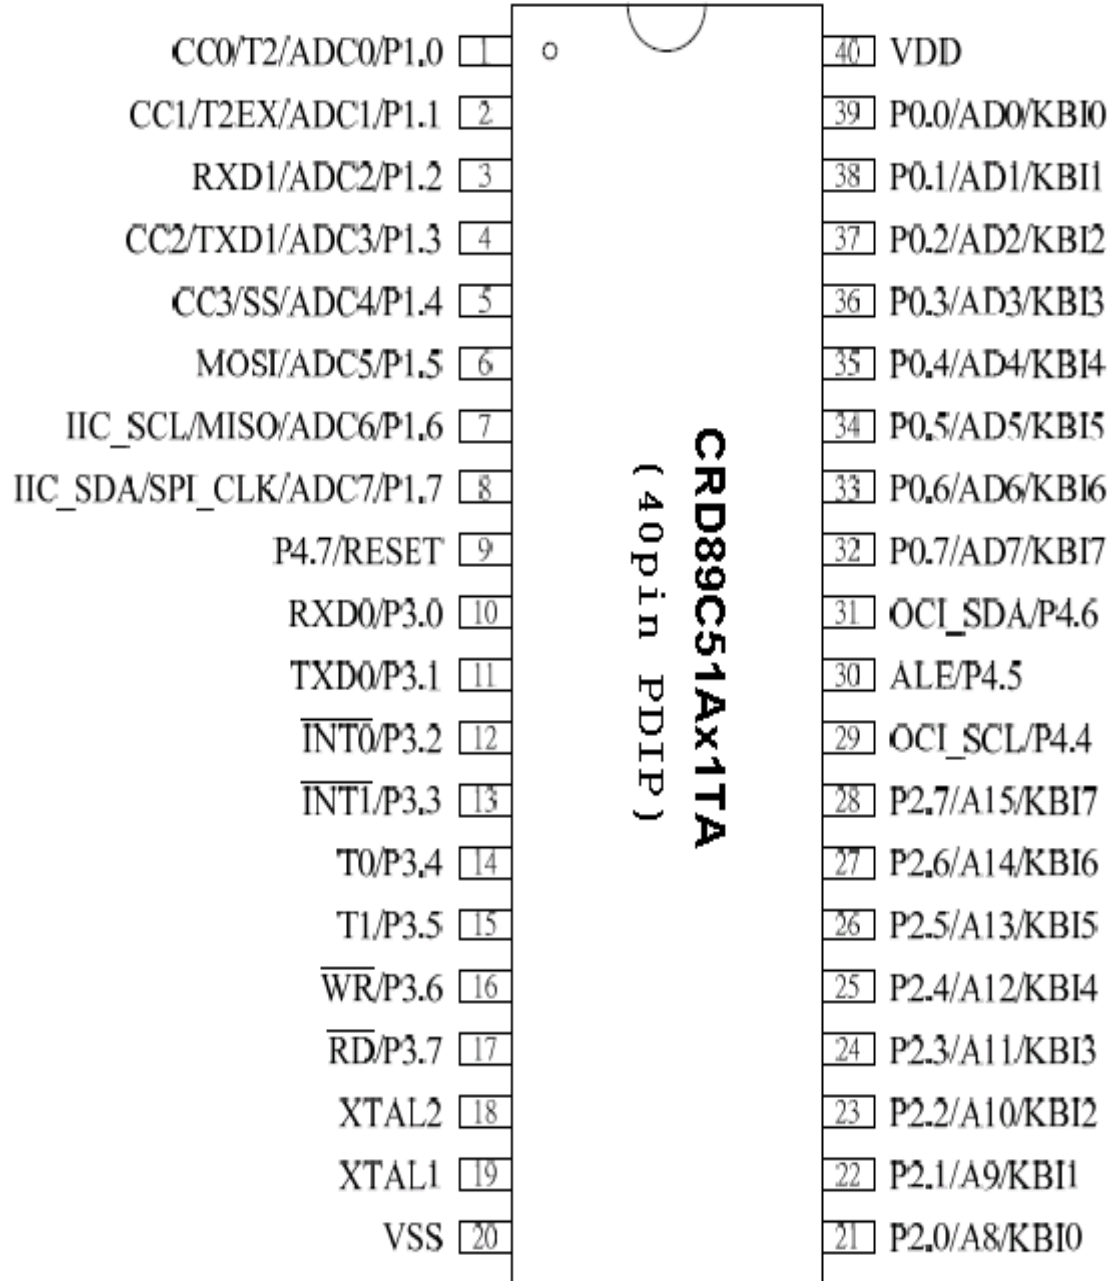 CC0/T2/ADC0/P1.0 1
CC1/T2EX/ADC1/P1.1 2
RXD1/ADC2/P1.2 3
CC2/TXD1/ADC3/P1.3 4
CC3/SS/ADC4/P1.4 5
MOSI/ADC5/P1.5 6
IIC_SCL/MISO/ADC6/P1.6 7
IIC_SDA/SPI_CLK/ADC7/P1.7 8
P4.7/RESET 9
RXD0/P3.0 10
TXD0/P3.1 11
INT0/P3.2 12
INT1/P3.3 13
T0/P3.4 14
T1/P3.5 15
WR/P3.6 16
RD/P3.7 17
XTAL2 18
XTAL1 19
VSS 20
CRD89C51Ax1TA
(40pin PDIP)
40 VDD
39 P0.0/AD0/KBI0
38 P0.1/AD1/KBI1
37 P0.2/AD2/KBI2
36 P0.3/AD3/KBI3
35 P0.4/AD4/KBI4
34 P0.5/AD5/KBI5
33 P0.6/AD6/KBI6
32 P0.7/AD7/KBI7
31 OCI_SDA/P4.6
30 ALE/P4.5
29 OCI_SCL/P4.4
28 P2.7/A15/KBI7
27 P2.6/A14/KBI6
26 P2.5/A13/KBI5
25 P2.4/A12/KBI4
24 P2.3/A11/KBI3
23 P2.2/A10/KBI2
22 P2.1/A9/KBI1
21 P2.0/A8/KBI0